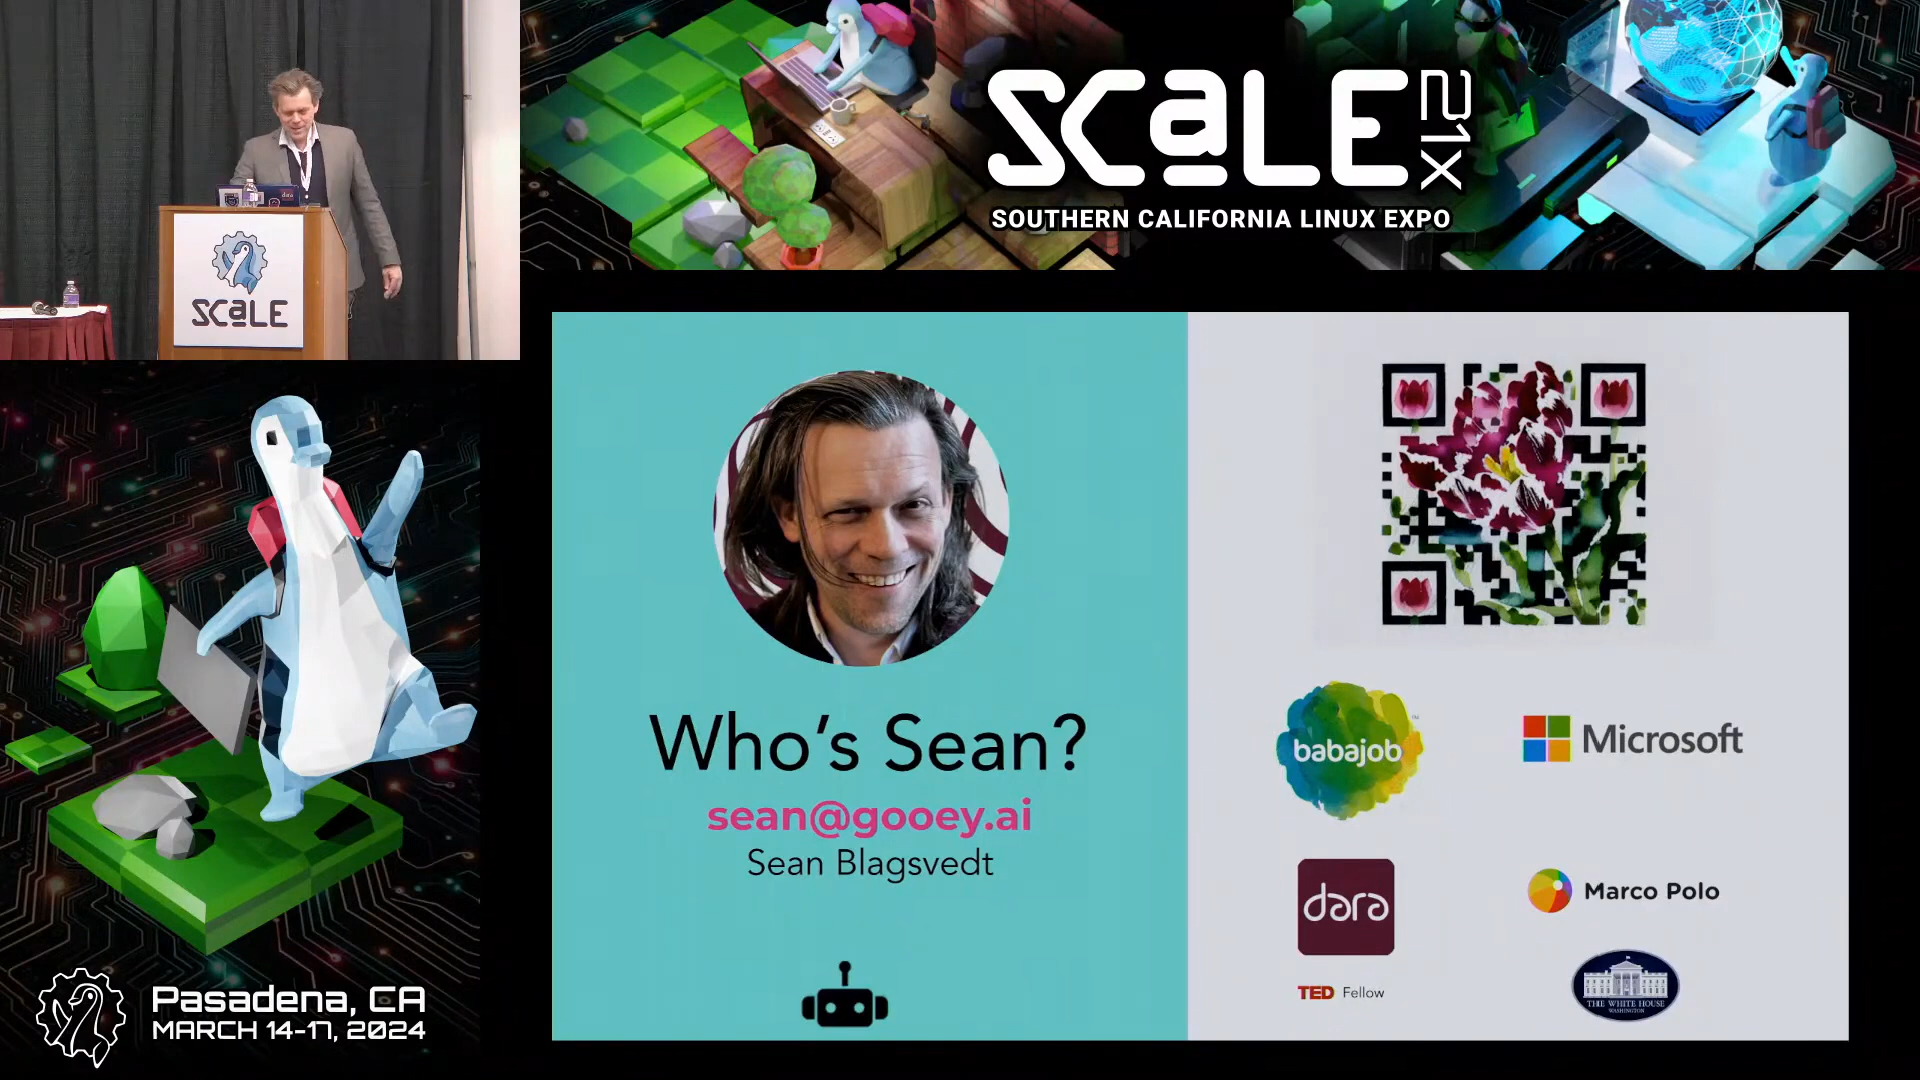 SCALE 21X
SOUTHERN CALIFORNIA LINUX EXPO
SCALE
Who's Sean?
sean@gooey.ai
Sean Blagsvedt
babajob
Microsoft
dara
Marco Polo
TED Fellow
THE WHITE HOUSE
WASHINGTON
Pasadena, CA
MARCH 14-17, 2024